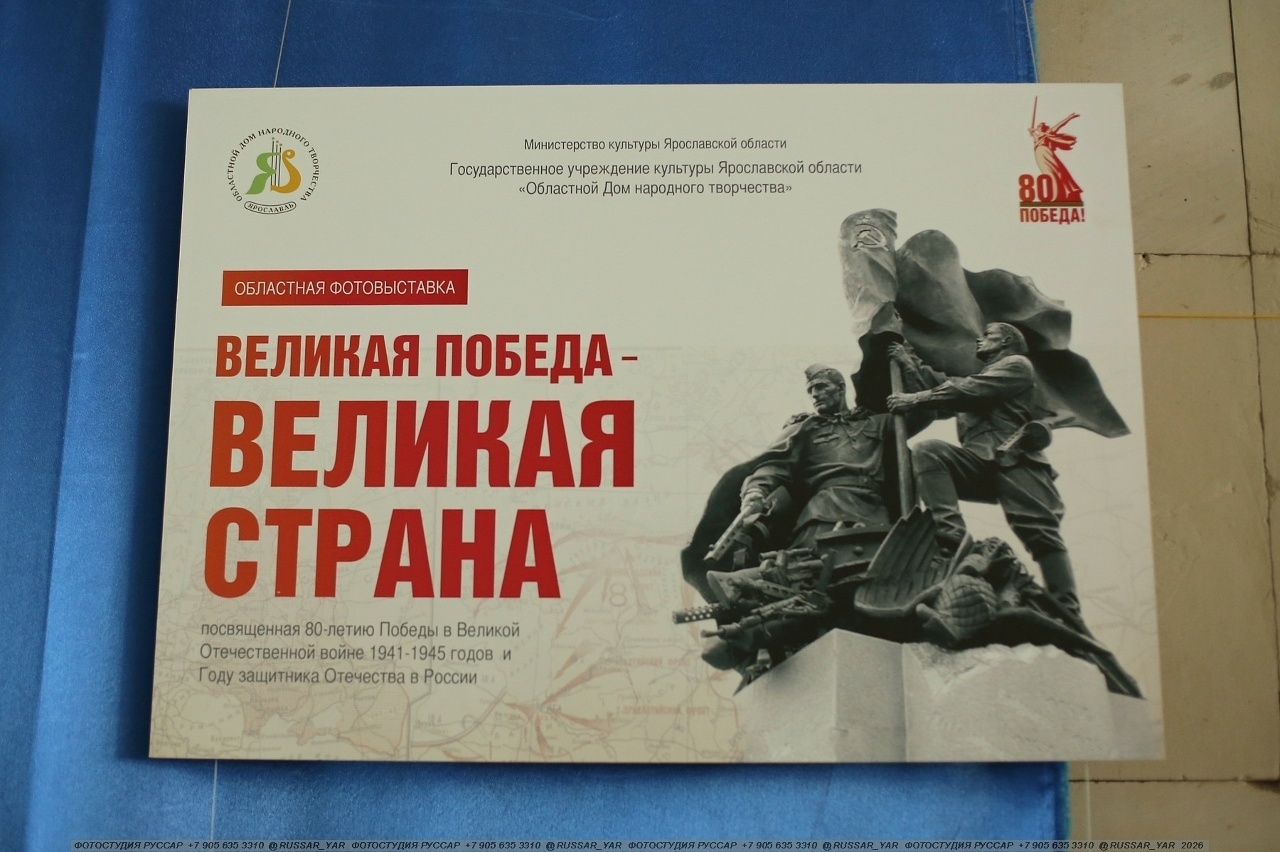 ОБЛАСТНОЙ ДОМ НАРОДНОГО ТВОРЧЕСТВА
ЯРОСЛАВЛЬ
Министерство культуры Ярославской области
Государственное учреждение культуры Ярославской области
«Областной Дом народного творчества»
80
ПОБЕДА!
ОБЛАСТНАЯ ФОТОВЫСТАВКА
ВЕЛИКАЯ ПОБЕДА –
ВЕЛИКАЯ
СТРАНА
посвященная 80-летию Победы в Великой
Отечественной войне 1941-1945 годов и
Году защитника Отечества в России
ФОТОСТУДИЯ РУССАР +7 905 635 3310 @RUSSAR_YAR ФОТОСТУДИЯ РУССАР +7 905 635 3310 @RUSSAR_YAR ФОТОСТУДИЯ РУССАР +7 905 635 3310 @RUSSAR_YAR ФОТОСТУДИЯ РУССАР +7 905 635 3310 @RUSSAR_YAR 2026